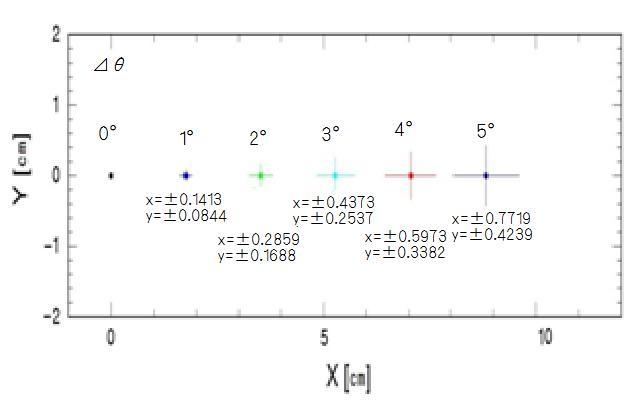 2
1
0
-1
-2
Y [cm]
⊿θ
0° 1° 2° 3° 4° 5°
x=±0.1413
y=±0.0844
x=±0.2859
y=±0.1688
x=±0.4373
y=±0.2537
x=±0.5973
y=±0.3382
x=±0.7719
y=±0.4239
0 5 10
X [cm]